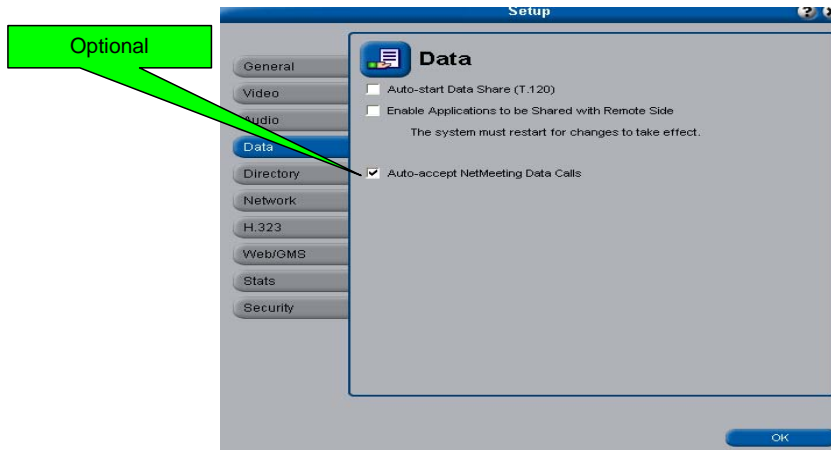 Setup
?
Optional
General
Video
Audio
Data
Directory
Network
H.323
Web/GMS
Stats
Security
Data
Auto-start Data Share (T.120)
Enable Applications to be Shared with Remote Side
The system must restart for changes to take effect.
Auto-accept NetMeeting Data Calls
OK